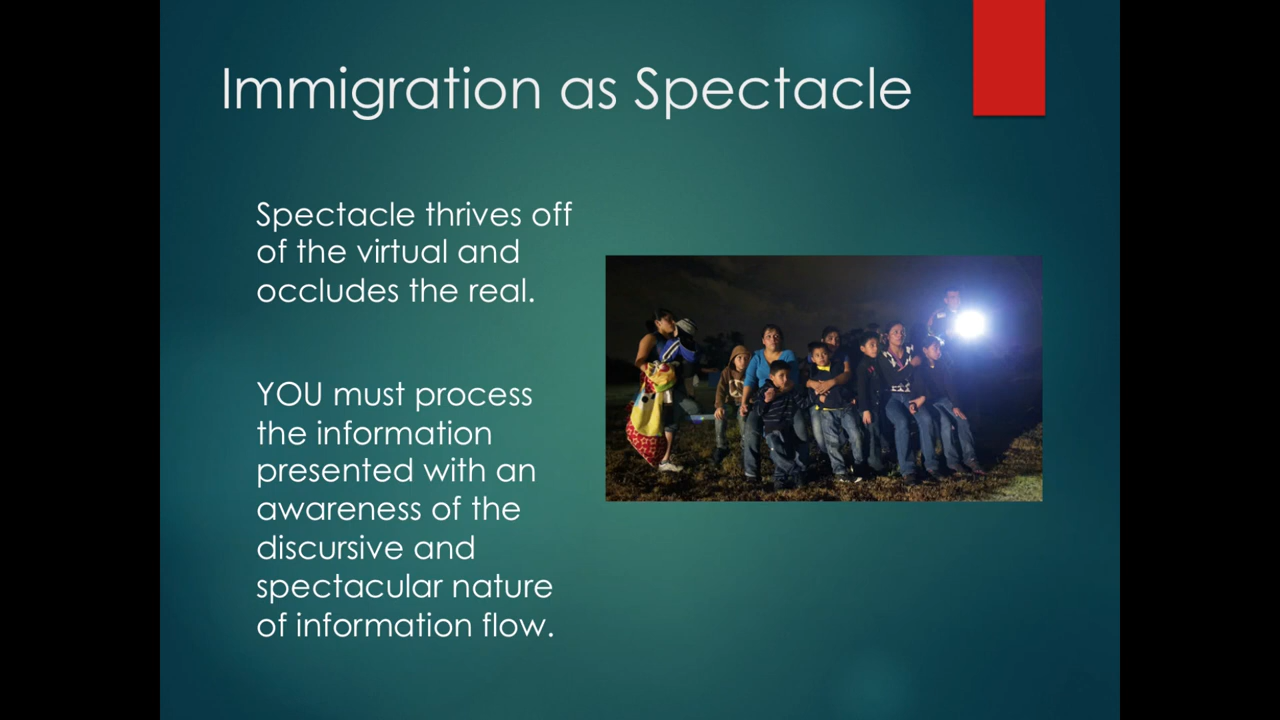 Immigration as Spectacle
Spectacle thrives off
of the virtual and
occludes the real.
YOU must process
the information
presented with an
awareness of the
discursive and
spectacular nature
of information flow.